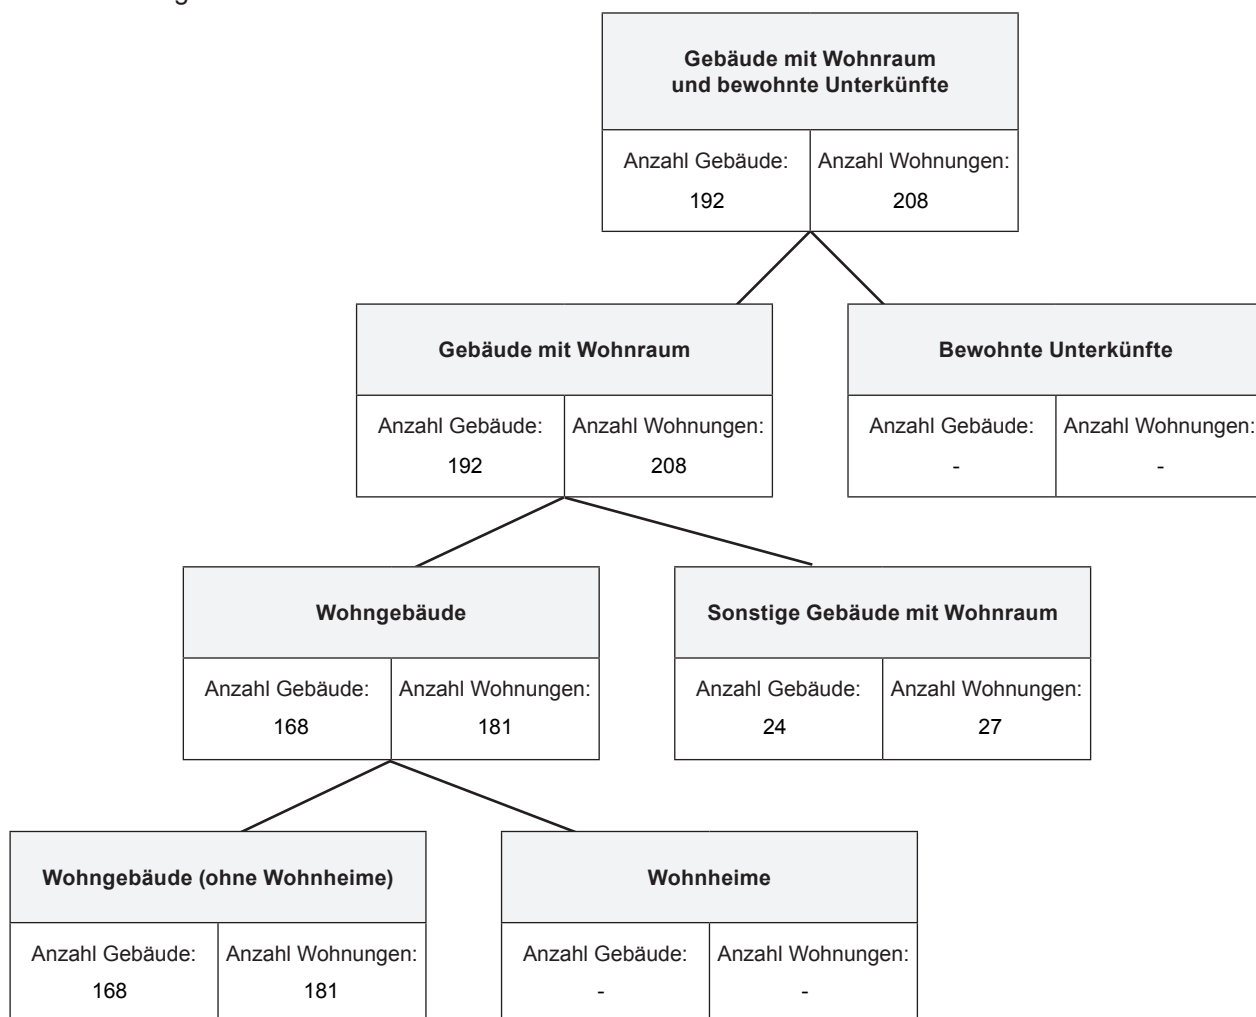 Gebäude mit Wohnraum
und bewohnte Unterkünfte
Anzahl Gebäude: Anzahl Wohnungen:
192 208
Gebäude mit Wohnraum
Anzahl Gebäude: Anzahl Wohnungen:
192 208
Bewohnte Unterkünfte
Anzahl Gebäude: Anzahl Wohnungen:
- -
Wohngebäude
Anzahl Gebäude: Anzahl Wohnungen:
168 181
Sonstige Gebäude mit Wohnraum
Anzahl Gebäude: Anzahl Wohnungen:
24 27
Wohngebäude (ohne Wohnheime)
Anzahl Gebäude: Anzahl Wohnungen:
168 181
Wohnheime
Anzahl Gebäude: Anzahl Wohnungen:
- -